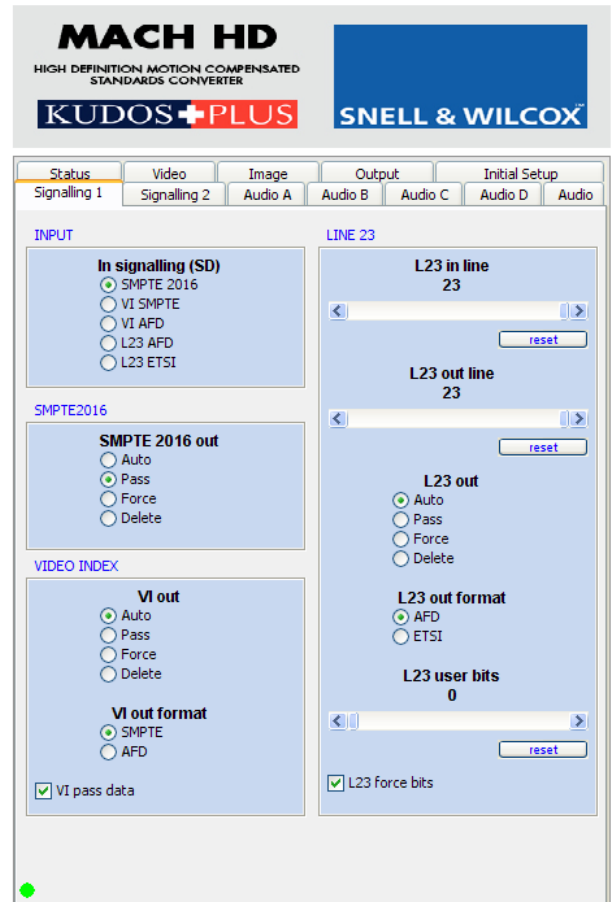 MACH HD
HIGH DEFINITION MOTION COMPENSATED
STANDARDS CONVERTER
KUDOS PLUS
SNELL & WILCOX™
Status Video Image Output Initial Setup
Signalling 1 Signalling 2 Audio A Audio B Audio C Audio D Audio
INPUT
In signalling (SD)
SMPTE 2016
VI SMPTE
VI AFD
L23 AFD
L23 ETSI
SMPTE2016
SMPTE 2016 out
Auto
Pass
Force
Delete
VIDEO INDEX
VI out
Auto
Pass
Force
Delete
VI out format
SMPTE
AFD
VI pass data
LINE 23
L23 in line
23
reset
L23 out line
23
reset
L23 out
Auto
Pass
Force
Delete
L23 out format
AFD
ETSI
L23 user bits
0
reset
L23 force bits